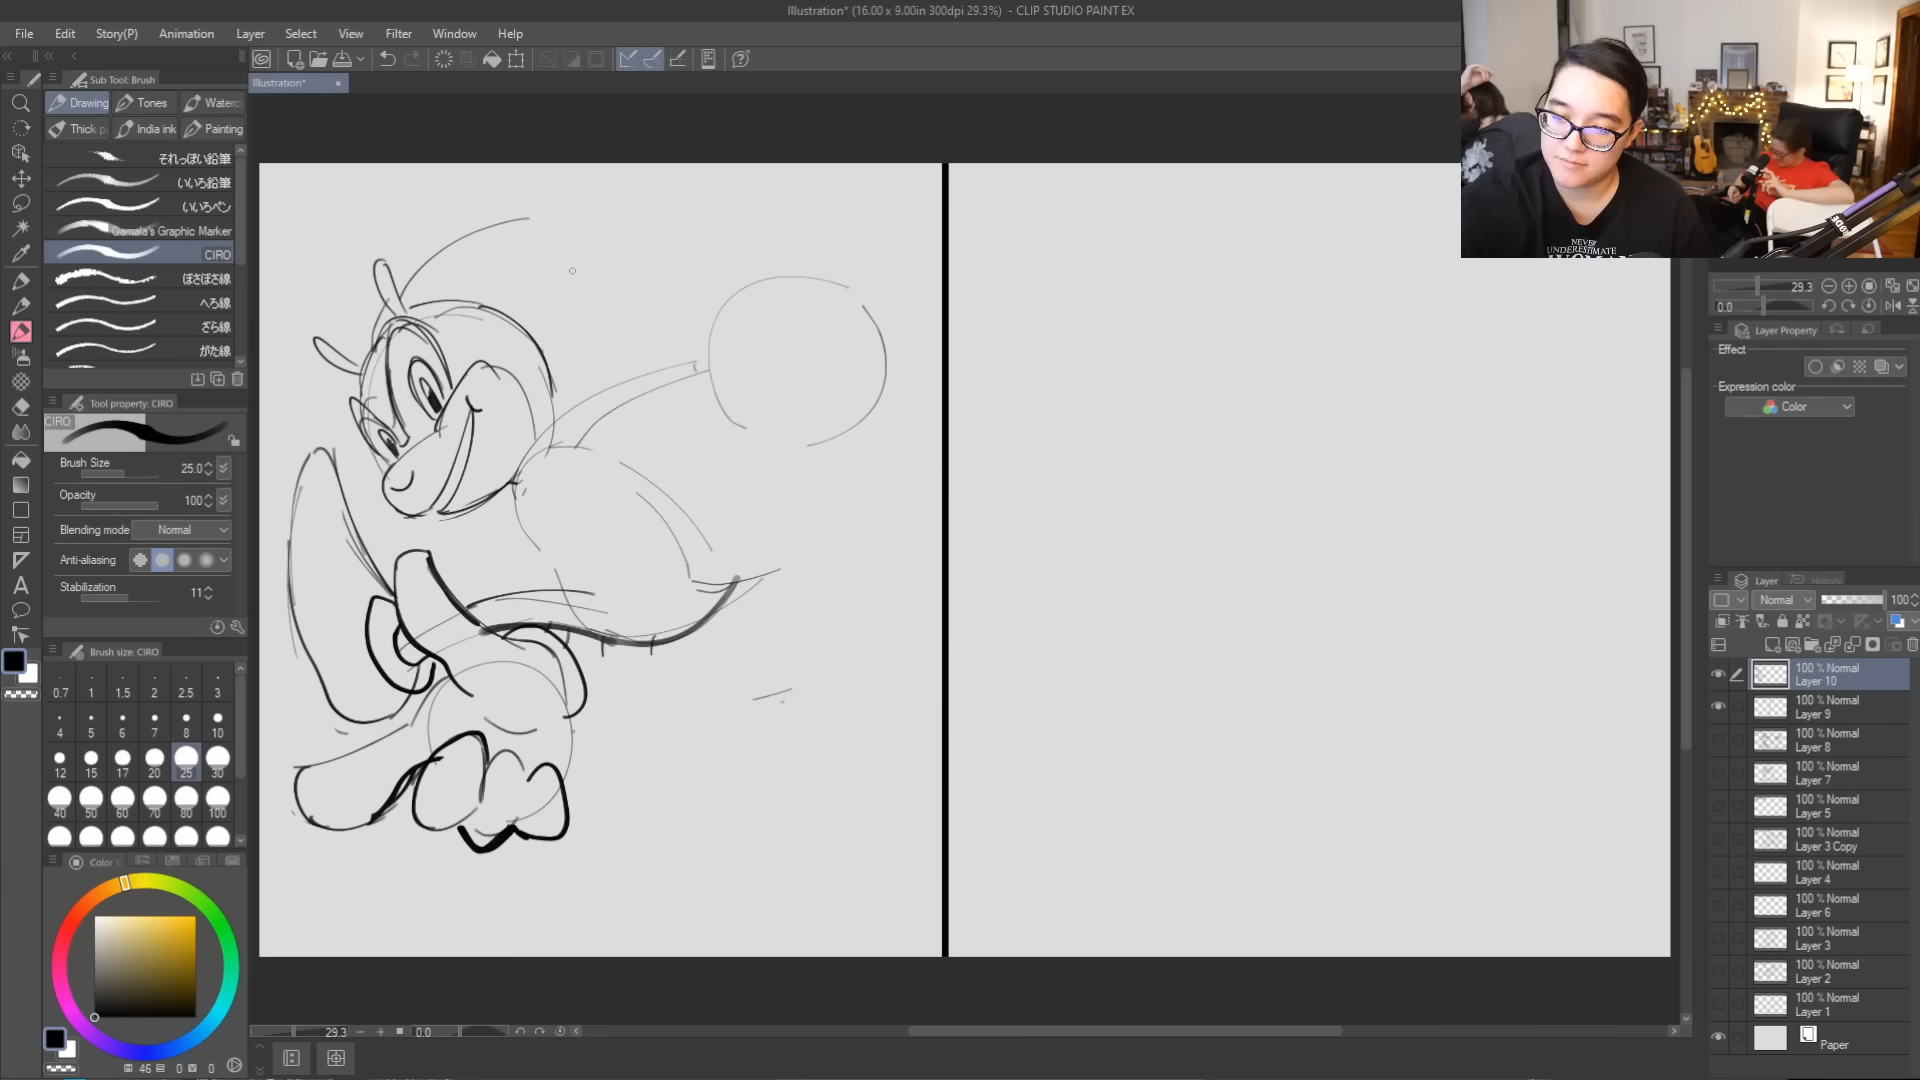 Illustration* (16.00 x 9.00in 300dpi 29.3%) - CLIP STUDIO PAINT EX
File Edit Story(P) Animation Layer Select View Filter Window Help
Illustration*
Sub Tool: Brush
Drawing Tones Waterc
Thick p India ink Painting
それっぽい鉛筆
いいろ鉛筆
いいろペン
Qamala's Graphic Marker
CIRO
ぼさぼさ線
へろ線
ざら線
がた線
Tool property: CIRO
CIRO
Brush Size 25.0
Opacity 100
Blending mode Normal
Anti-aliasing
Stabilization 11
Brush size: CIRO
0.7 1 1.5 2 2.5 3
4 5 6 7 8 10
12 15 17 20 25 30
40 50 60 70 80 100
Color W
46 0 0
29.3 0.0
NEVER
UNDERESTIMATE
RODE
29.3
0.0
Layer Property
Effect
Expression color
Color
Layer History
Normal 100
100 % Normal
Layer 10
100 % Normal
Layer 9
100 % Normal
Layer 8
100 % Normal
Layer 7
100 % Normal
Layer 5
100 % Normal
Layer 3 Copy
100 % Normal
Layer 4
100 % Normal
Layer 6
100 % Normal
Layer 3
100 % Normal
Layer 2
100 % Normal
Layer 1
Paper